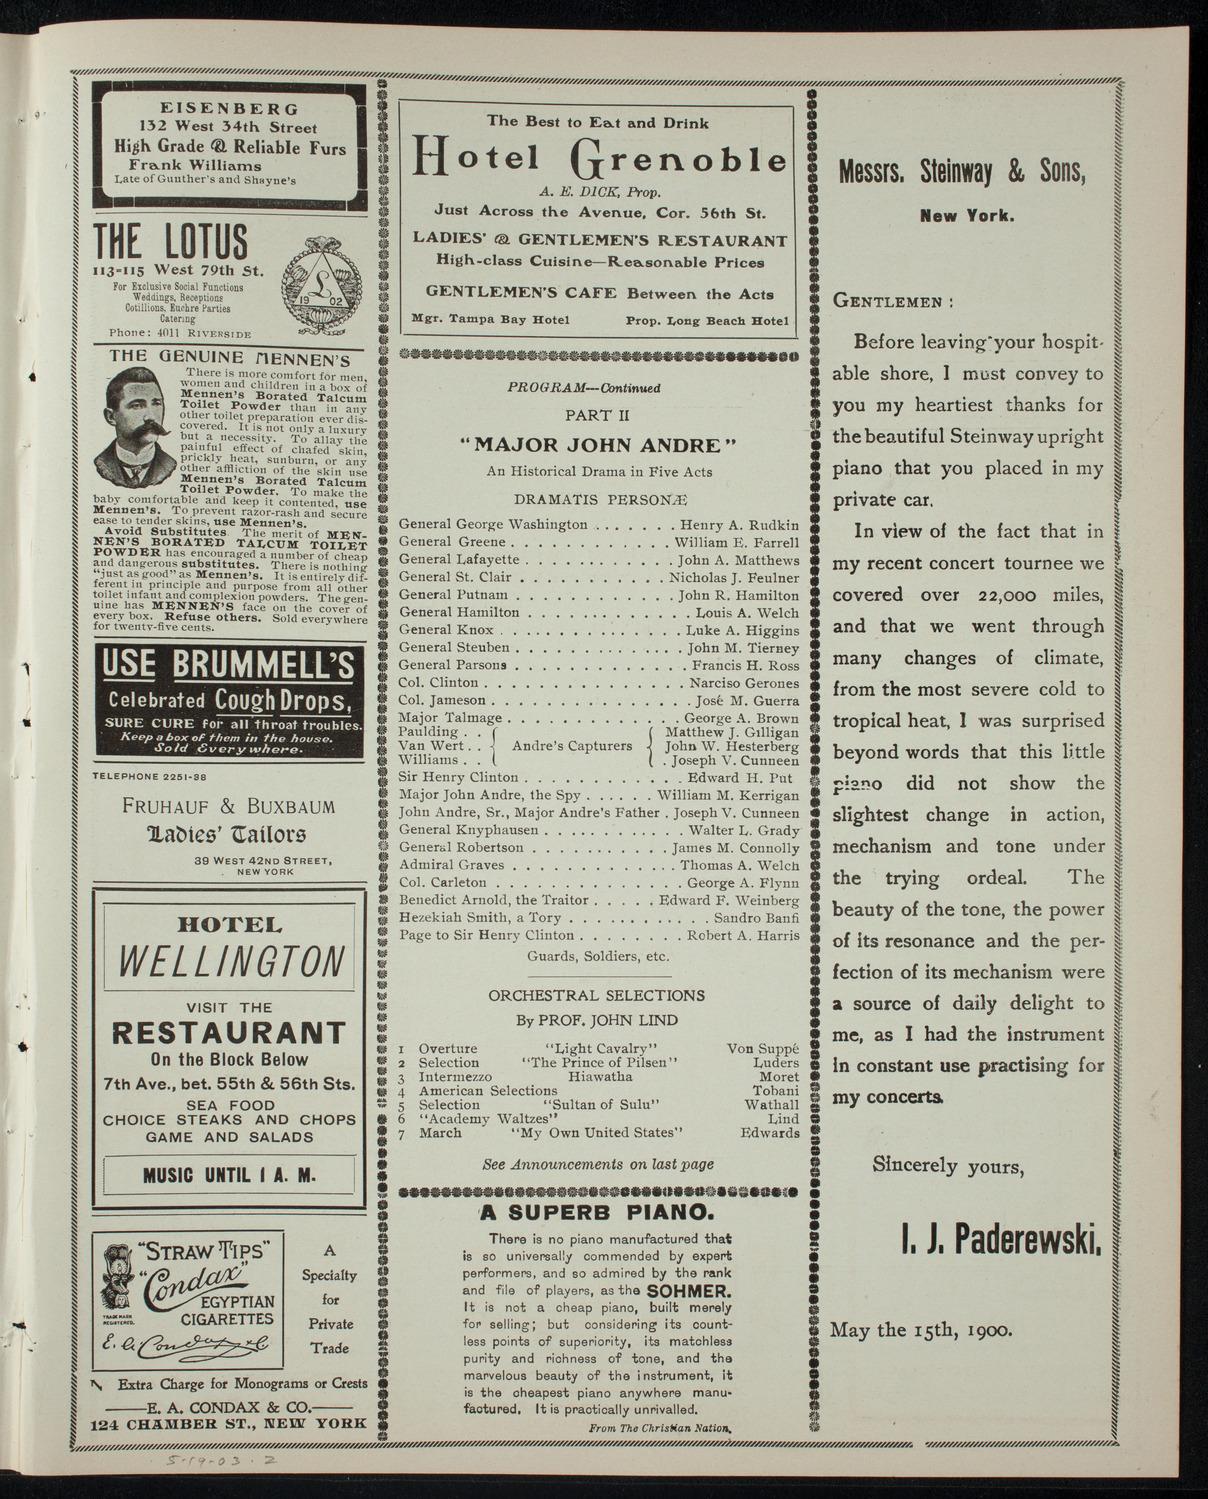 EISENBERG
132 West 34th Street
High Grade & Reliable Furs
Frank Williams
Late of Gunther's and Shayne's
THE LOTUS
113-115 West 79th St.
For Exclusive Social Functions
Weddings, Receptions
Cotillions, Euchre Parties
Catering
Phone: 4011 RIVERSIDE
L
19 02
THE GENUINE MENNEN'S
There is more comfort for men,
women and children in a box of
Mennen's Borated Talcum
Toilet Powder than in any
other toilet preparation ever dis-
covered. It is not only a luxury
but a necessity. To allay the
painful effect of chafed skin,
prickly heat, sunburn, or any
other affliction of the skin use
Mennen's Borated Talcum
Toilet Powder. To make the
baby comfortable and keep it contented, use
Mennen's. To prevent razor-rash and secure
ease to tender skins, use Mennen's.
Avoid Substitutes The merit of MEN-
NEN'S BORATED TALCUM TOILET
POWDER has encouraged a number of cheap
and dangerous substitutes. There is nothing
"just as good" as Mennen's. It is entirely dif-
ferent in principle and purpose from all other
toilet infant and complexion powders. The gen-
uine has MENNEN'S face on the cover of
every box. Refuse others. Sold everywhere
for twenty-five cents.
USE BRUMMELL'S
Celebrated Cough Drops,
SURE CURE for all throat troubles.
Keep a box of them in the house.
Sold Everywhere.
TELEPHONE 2251-38
FRUHAUF & BUXBAUM
Ladies' Tailors
39 WEST 42ND STREET,
NEW YORK
HOTEL
WELLINGTON
VISIT THE
RESTAURANT
On the Block Below
7th Ave., bet. 55th & 56th Sts.
SEA FOOD
CHOICE STEAKS AND CHOPS
GAME AND SALADS
MUSIC UNTIL 1 A. M.
"STRAW TIPS"
"Condax"
EGYPTIAN
CIGARETTES
TRADE MARK
REGISTERED.
E. A. Condax & Co
A
Specialty
for
Private
Trade
Extra Charge for Monograms or Crests
E. A. CONDAX & CO.
124 CHAMBER ST., NEW YORK
The Best to Eat and Drink
Hotel Grenoble
A. E. DICK, Prop.
Just Across the Avenue, Cor. 56th St.
LADIES' & GENTLEMEN'S RESTAURANT
High-class Cuisine—Reasonable Prices
GENTLEMEN'S CAFE Between the Acts
Mgr. Tampa Bay Hotel Prop. Long Beach Hotel
PROGRAM—Continued
PART II
"MAJOR JOHN ANDRE"
An Historical Drama in Five Acts
DRAMATIS PERSONÆ
General George Washington . . . . . . . Henry A. Rudkin
General Greene . . . . . . . . . . . . . William E. Farrell
General Lafayette . . . . . . . . . . . . John A. Matthews
General St. Clair . . . . . . . . . . . Nicholas J. Feulner
General Putnam . . . . . . . . . . . . . John R. Hamilton
General Hamilton . . . . . . . . . . . . . Louis A. Welch
General Knox . . . . . . . . . . . . . . Luke A. Higgins
General Steuben . . . . . . . . . . . . . John M. Tierney
General Parsons . . . . . . . . . . . . . Francis H. Ross
Col. Clinton . . . . . . . . . . . . . . Narciso Gerones
Col. Jameson . . . . . . . . . . . . . . José M. Guerra
Major Talmage . . . . . . . . . . . . . George A. Brown
Paulding . . { Andre's Capturers { Matthew J. Gilligan
Van Wert . . John W. Hesterberg
Williams . . . Joseph V. Cunneen
Sir Henry Clinton . . . . . . . . . . . . Edward H. Put
Major John Andre, the Spy . . . . . . William M. Kerrigan
John Andre, Sr., Major Andre's Father . Joseph V. Cunneen
General Knyphausen . . . . . . . . . . . Walter L. Grady
General Robertson . . . . . . . . . . . James M. Connolly
Admiral Graves . . . . . . . . . . . . . Thomas A. Welch
Col. Carleton . . . . . . . . . . . . . George A. Flynn
Benedict Arnold, the Traitor . . . . . Edward F. Weinberg
Hezekiah Smith, a Tory . . . . . . . . . . . Sandro Banfi
Page to Sir Henry Clinton . . . . . . . . Robert A. Harris
Guards, Soldiers, etc.
ORCHESTRAL SELECTIONS
By PROF. JOHN LIND
1 Overture "Light Cavalry" Von Suppé
2 Selection "The Prince of Pilsen" Luders
3 Intermezzo Hiawatha Moret
4 American Selections Tobani
5 Selection "Sultan of Sulu" Wathall
6 "Academy Waltzes" Lind
7 March "My Own United States" Edwards
See Announcements on last page
A SUPERB PIANO.
There is no piano manufactured that
is so universally commended by expert
performers, and so admired by the rank
and file of players, as the SOHMER.
It is not a cheap piano, built merely
for selling; but considering its count-
less points of superiority, its matchless
purity and richness of tone, and the
marvelous beauty of the instrument, it
is the cheapest piano anywhere manu-
factured. It is practically unrivalled.
From The Christian Nation.
Messrs. Steinway & Sons,
New York.
GENTLEMEN :
Before leaving your hospit-
able shore, I must convey to
you my heartiest thanks for
the beautiful Steinway upright
piano that you placed in my
private car.
In view of the fact that in
my recent concert tournee we
covered over 22,000 miles,
and that we went through
many changes of climate,
from the most severe cold to
tropical heat, I was surprised
beyond words that this little
piano did not show the
slightest change in action,
mechanism and tone under
the trying ordeal. The
beauty of the tone, the power
of its resonance and the per-
fection of its mechanism were
a source of daily delight to
me, as I had the instrument
in constant use practising for
my concerts.
Sincerely yours,
I. J. Paderewski.
May the 15th, 1900.
5-19-03 . 2